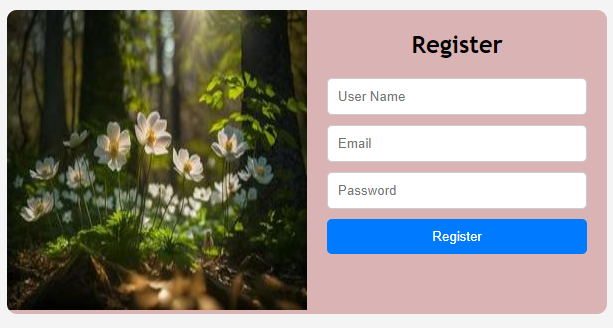 Register
User Name
Email
Password
Register